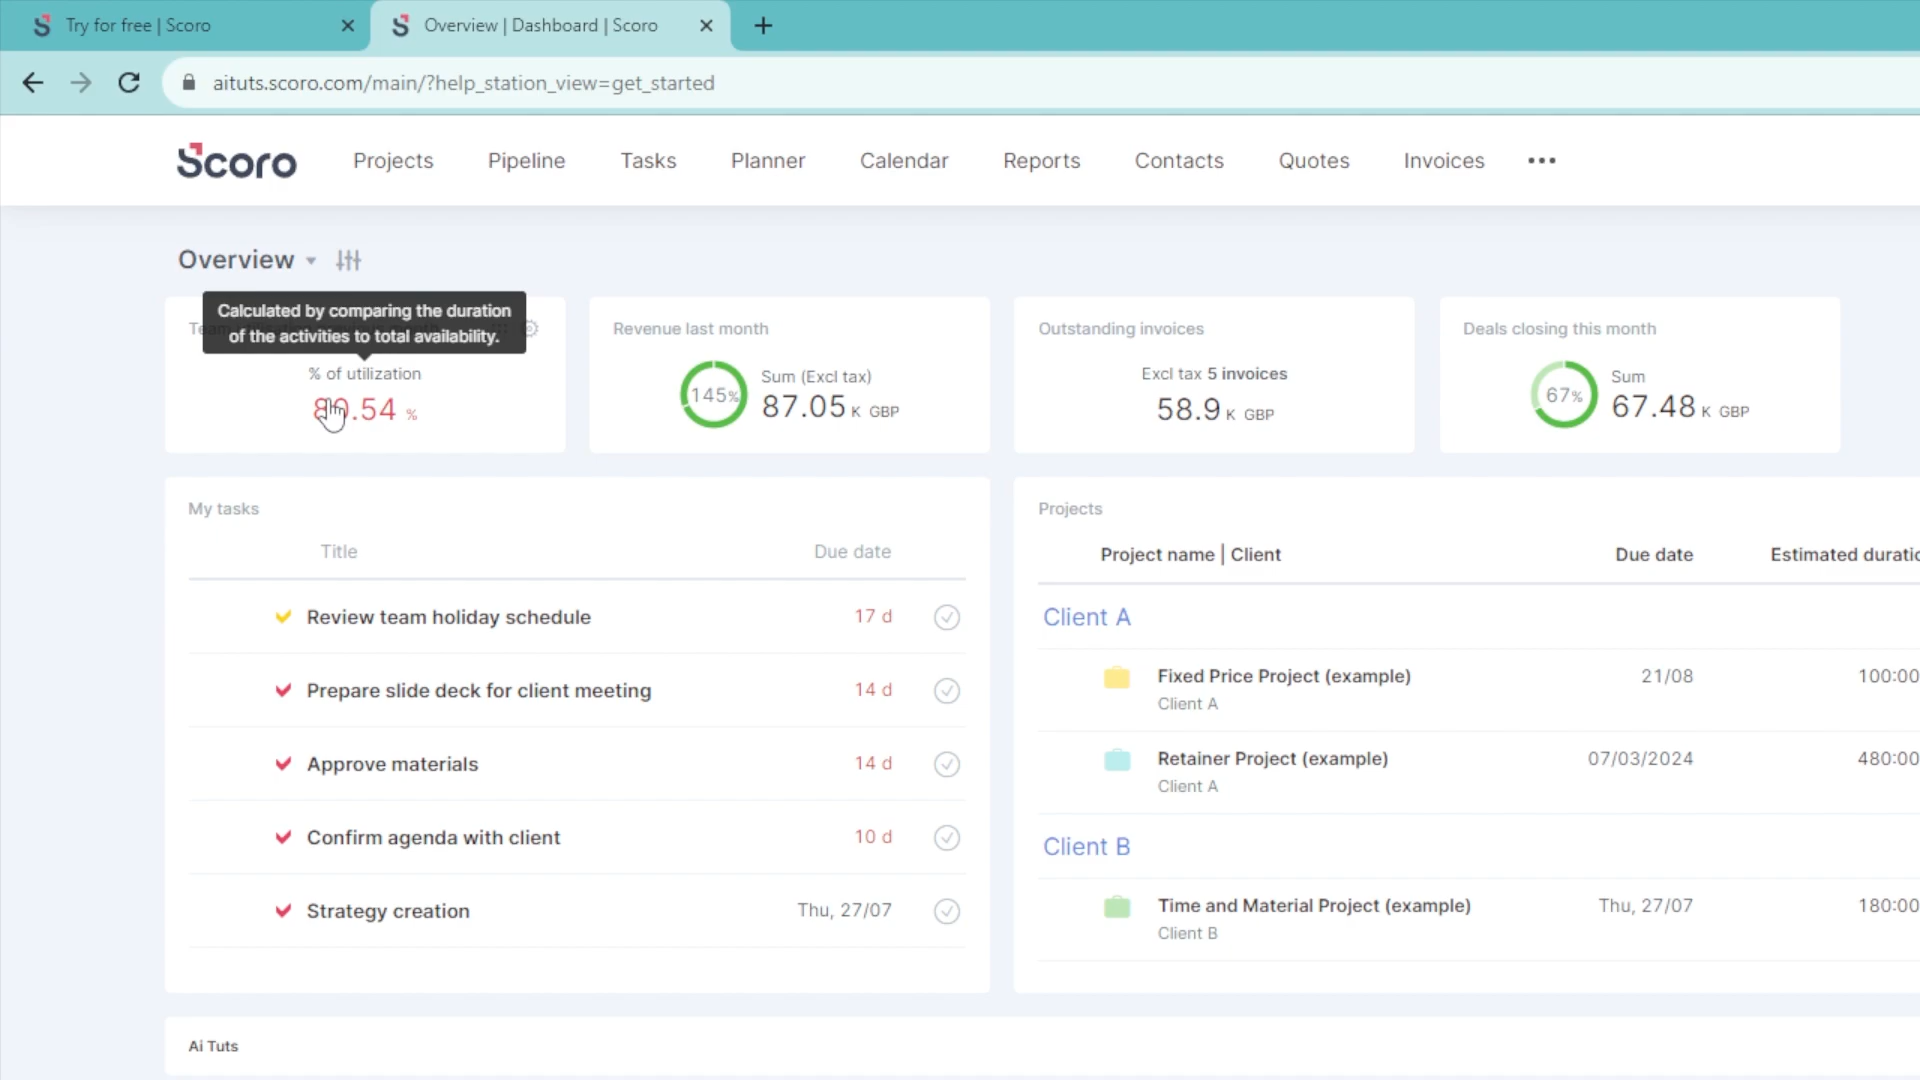 Try for free | Scoro
Overview | Dashboard | Scoro
aituts.scoro.com/main/?help_station_view=get_started
Scoro
Projects
Pipeline
Tasks
Planner
Calendar
Reports
Contacts
Quotes
Invoices
Overview
Calculated by comparing the duration
of the activities to total availability.
% of utilization
80.54 %
Revenue last month
145%
Sum (Excl tax)
87.05 K GBP
Outstanding invoices
Excl tax 5 invoices
58.9 K GBP
Deals closing this month
67%
Sum
67.48 K GBP
My tasks
Title Due date
Review team holiday schedule 17 d
Prepare slide deck for client meeting 14 d
Approve materials 14 d
Confirm agenda with client 10 d
Strategy creation Thu, 27/07
Projects
Project name | Client Due date Estimated duratio
Client A
Fixed Price Project (example) 21/08 100:00
Client A
Retainer Project (example) 07/03/2024 480:00
Client A
Client B
Time and Material Project (example) Thu, 27/07 180:00
Client B
Ai Tuts